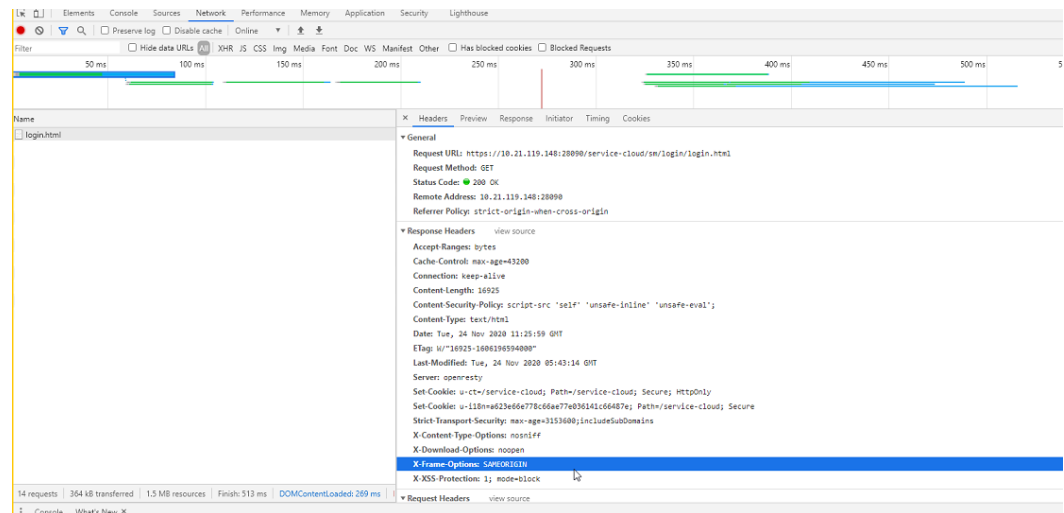 Elements Console Sources Network Performance Memory Application Security Lighthouse
Preserve log Disable cache Online
Filter Hide data URLs All XHR JS CSS Img Media Font Doc WS Manifest Other Has blocked cookies Blocked Requests
50 ms 100 ms 150 ms 200 ms 250 ms 300 ms 350 ms 400 ms 450 ms 500 ms 5
Name
login.html
× Headers Preview Response Initiator Timing Cookies
General
Request URL: https://10.21.119.148:28090/service-cloud/sm/login/login.html
Request Method: GET
Status Code: 200 OK
Remote Address: 10.21.119.148:28090
Referrer Policy: strict-origin-when-cross-origin
Response Headers view source
Accept-Ranges: bytes
Cache-Control: max-age=43200
Connection: keep-alive
Content-Length: 16925
Content-Security-Policy: script-src 'self' 'unsafe-inline' 'unsafe-eval';
Content-Type: text/html
Date: Tue, 24 Nov 2020 11:25:59 GMT
ETag: W/"16925-1606196594000"
Last-Modified: Tue, 24 Nov 2020 05:43:14 GMT
Server: openresty
Set-Cookie: u-ct=/service-cloud; Path=/service-cloud; Secure; HttpOnly
Set-Cookie: u-i18n=a623e66e778c66ae77e036141c66487e; Path=/service-cloud; Secure
Strict-Transport-Security: max-age=3153600;includeSubDomains
X-Content-Type-Options: nosniff
X-Download-Options: noopen
X-Frame-Options: SAMEORIGIN
X-XSS-Protection: 1; mode=block
Request Headers view source
14 requests 364 kB transferred 1.5 MB resources Finish: 513 ms DOMContentLoaded: 269 ms
Console What's New ×